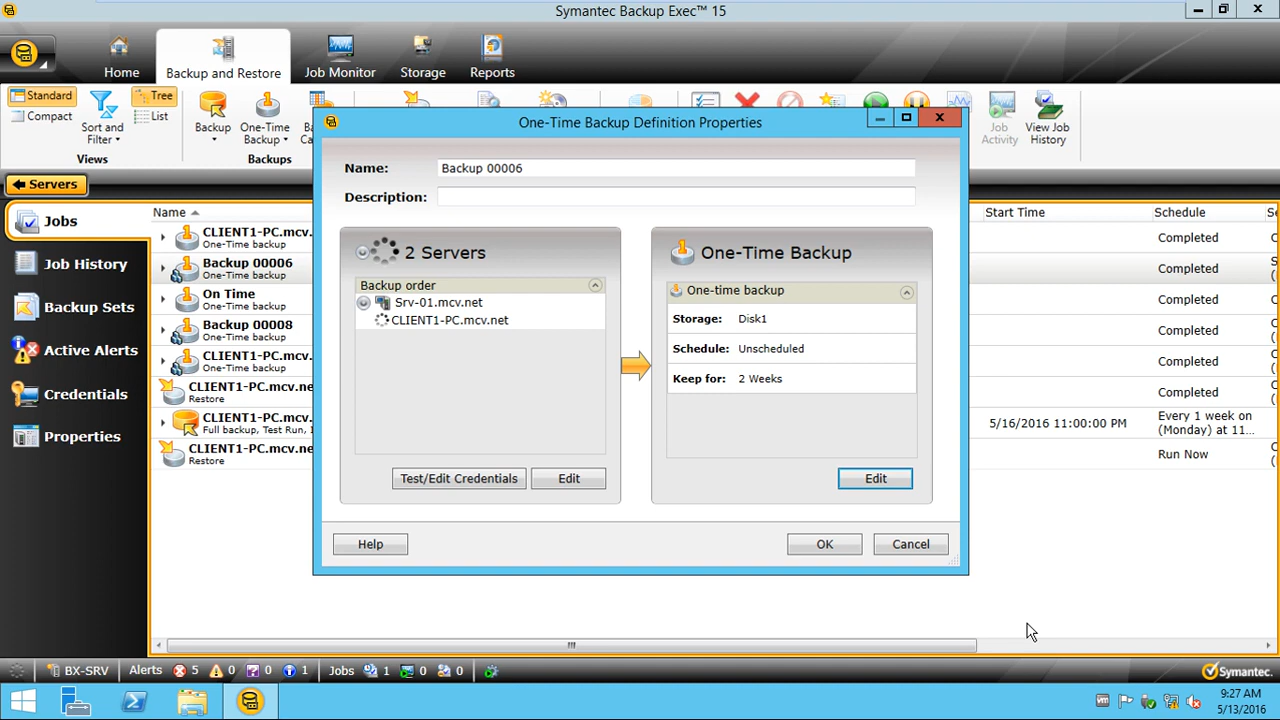 Symantec Backup Exec™ 15
Home
Backup and Restore
Job Monitor
Storage
Reports
Standard
Compact
Sort and
Filter
Tree
List
Views
Backup
One-Time
Backup
Backups
Job
Activity
View Job
History
Servers
Jobs
Job History
Backup Sets
Active Alerts
Credentials
Properties
Name
Start Time
Schedule
CLIENT1-PC.mcv.
One-Time backup
Completed
Backup 00006
One-Time backup
Completed
On Time
One-Time backup
Completed
Backup 00008
One-Time backup
Completed
CLIENT1-PC.mcv.
One-Time backup
Completed
CLIENT1-PC.mcv.ne
Restore
Completed
CLIENT1-PC.mcv.
Full backup, Test Run, 1
5/16/2016 11:00:00 PM
Every 1 week on
(Monday) at 11...
CLIENT1-PC.mcv.ne
Restore
Run Now
One-Time Backup Definition Properties
Name:
Backup 00006
Description:
2 Servers
Backup order
Srv-01.mcv.net
CLIENT1-PC.mcv.net
Test/Edit Credentials
Edit
One-Time Backup
One-time backup
Storage: Disk1
Schedule: Unscheduled
Keep for: 2 Weeks
Edit
Help
OK
Cancel
BX-SRV
Alerts
5
0
0
1
Jobs
1
0
0
Symantec.
9:27 AM
5/13/2016